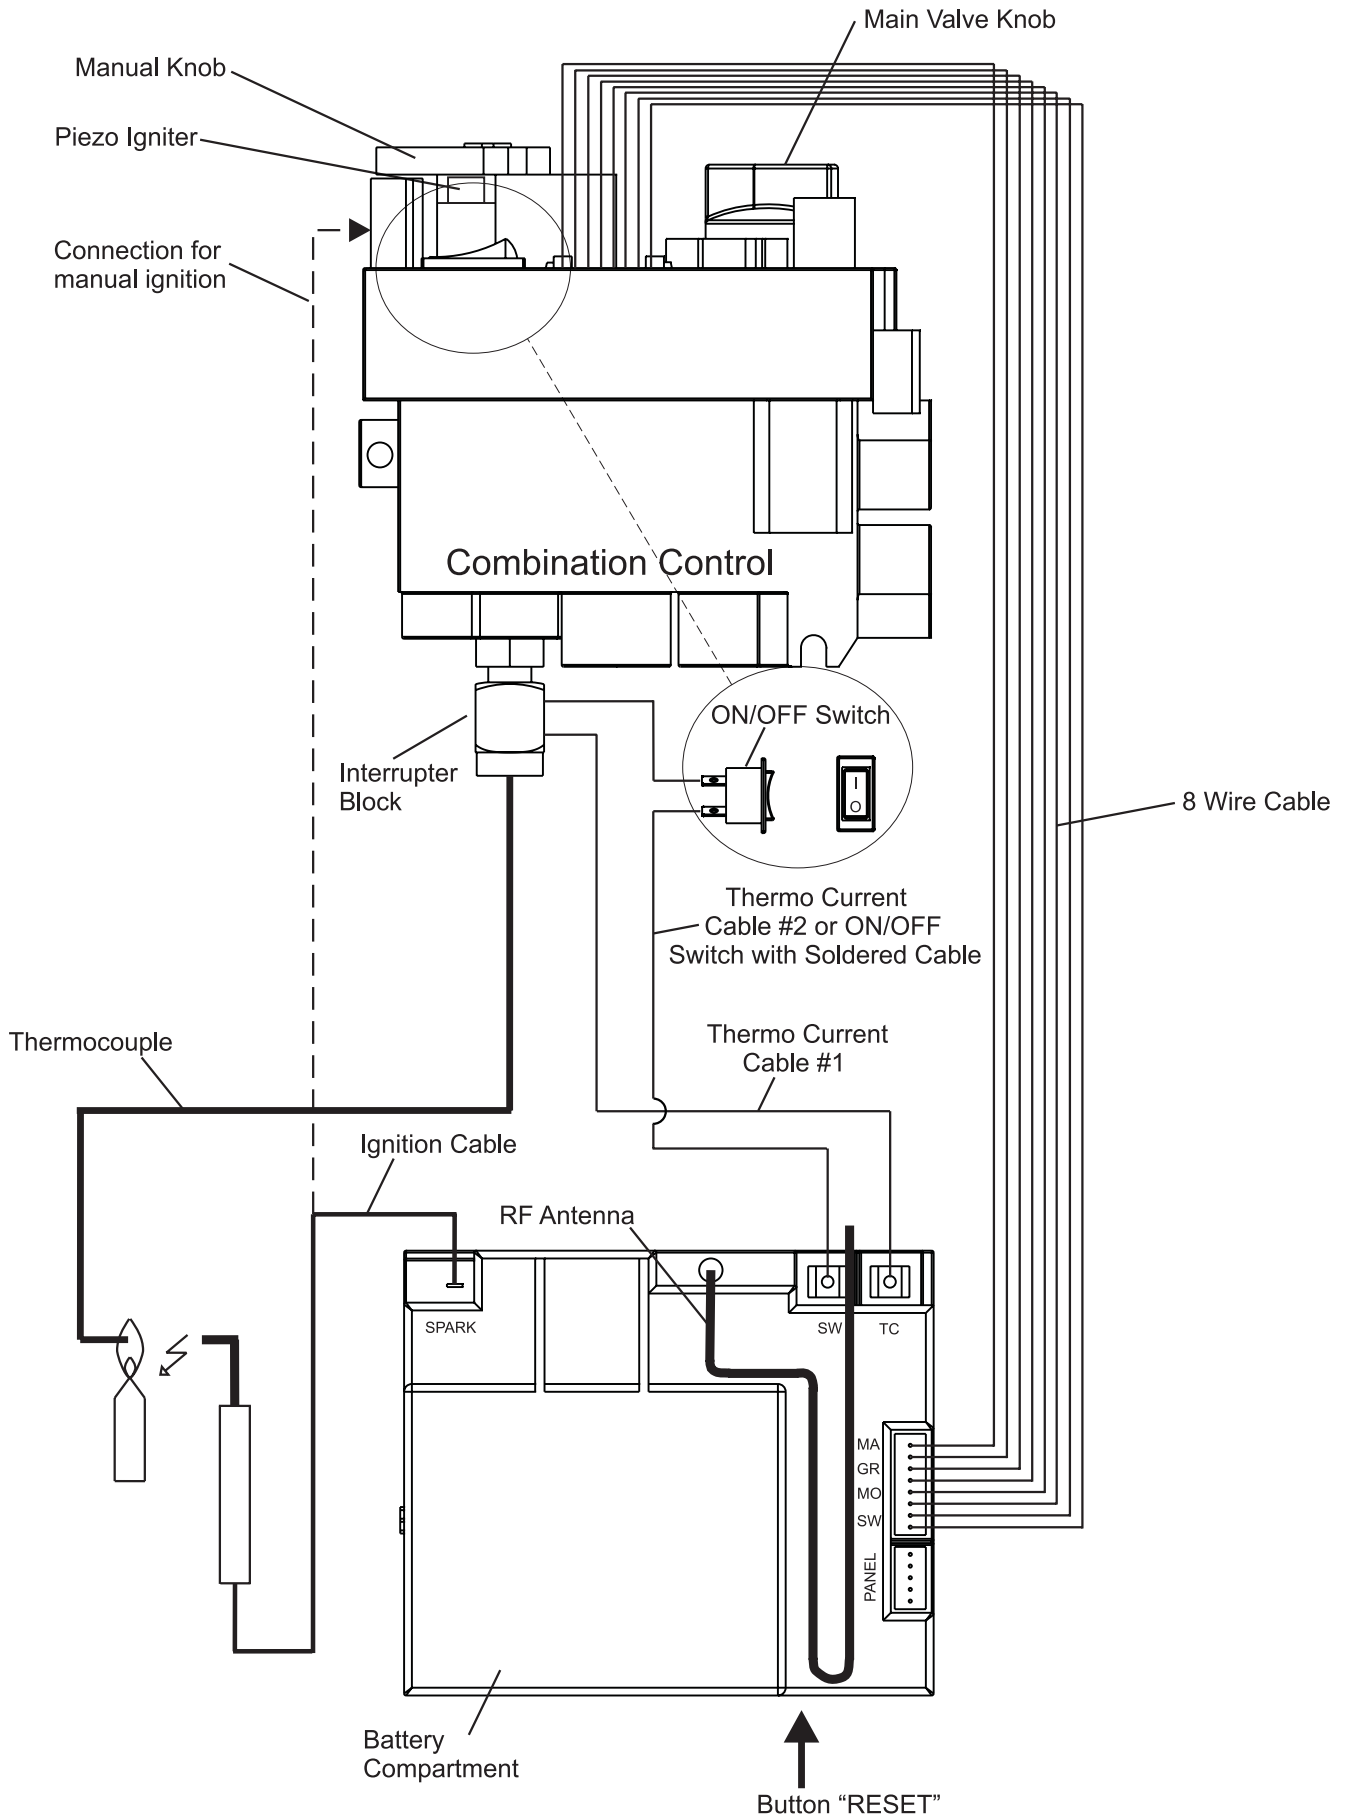 Main Valve Knob
Manual Knob
Piezo Igniter
Connection for
manual ignition
Combination Control
ON/OFF Switch
I
O
Interrupter
Block
8 Wire Cable
Thermo Current
Cable #2 or ON/OFF
Switch with Soldered Cable
Thermocouple
Thermo Current
Cable #1
Ignition Cable
RF Antenna
SPARK
SW
TC
MA
GR
MO
SW
PANEL
Battery
Compartment
Button “RESET”